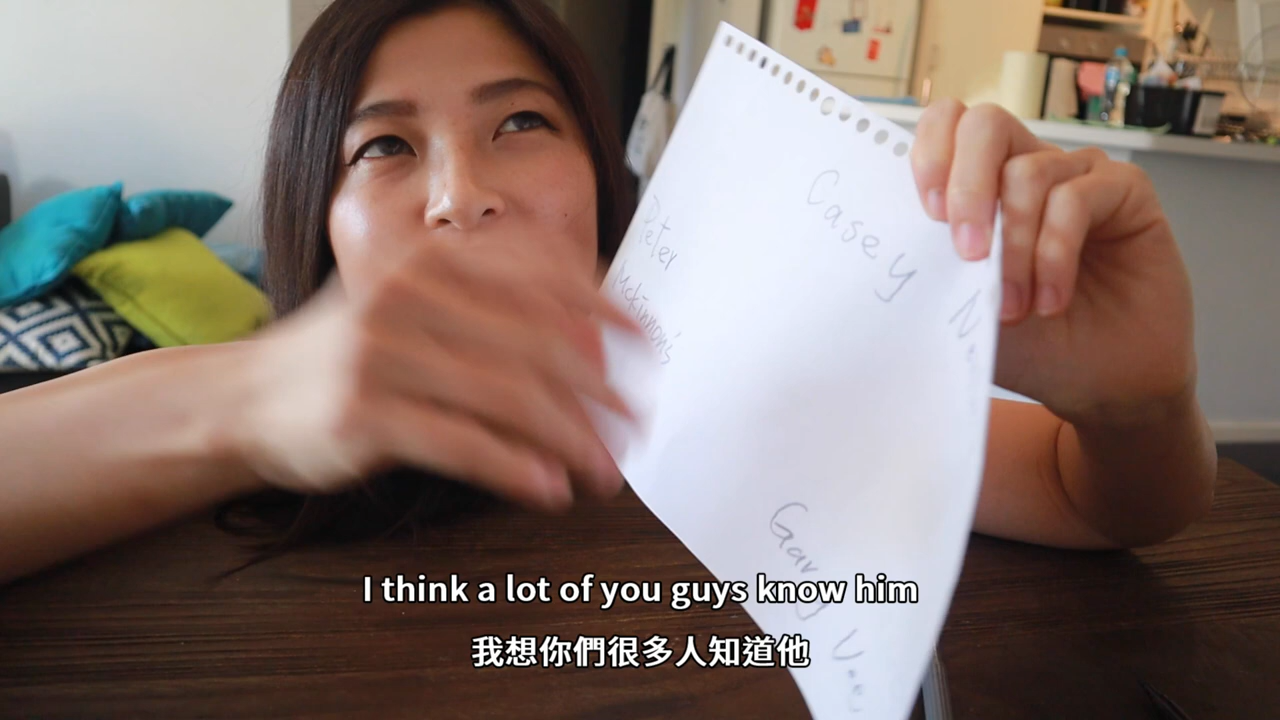 Casey
Peter
Mckinnon's
Gary
I think a lot of you guys know him
我想你們很多人知道他